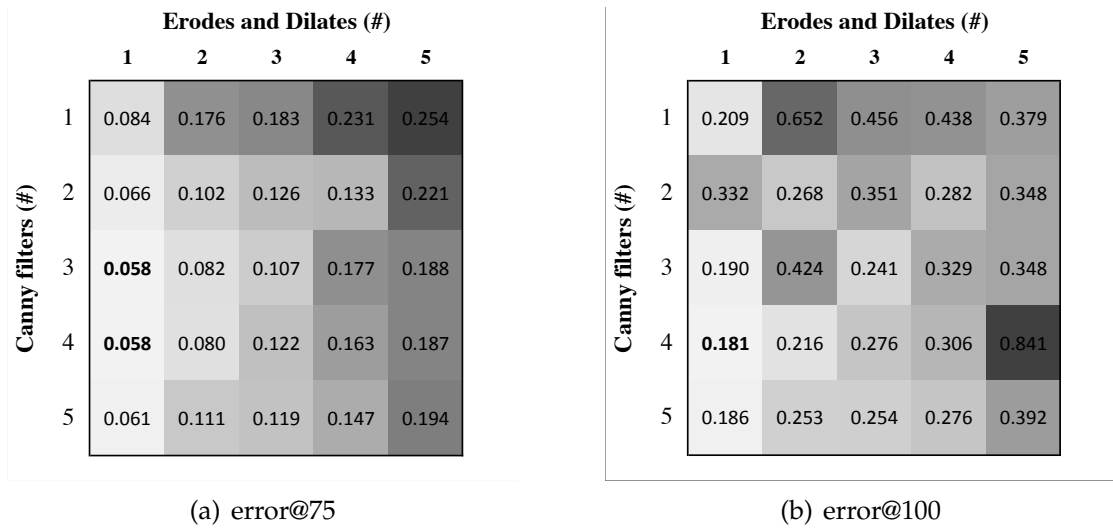 Erodes and Dilates (#)
1 2 3 4 5
Canny filters (#)
1 0.084 0.176 0.183 0.231 0.254
2 0.066 0.102 0.126 0.133 0.221
3 0.058 0.082 0.107 0.177 0.188
4 0.058 0.080 0.122 0.163 0.187
5 0.061 0.111 0.119 0.147 0.194
(a) error@75
Erodes and Dilates (#)
1 2 3 4 5
Canny filters (#)
1 0.209 0.652 0.456 0.438 0.379
2 0.332 0.268 0.351 0.282 0.348
3 0.190 0.424 0.241 0.329 0.348
4 0.181 0.216 0.276 0.306 0.841
5 0.186 0.253 0.254 0.276 0.392
(b) error@100